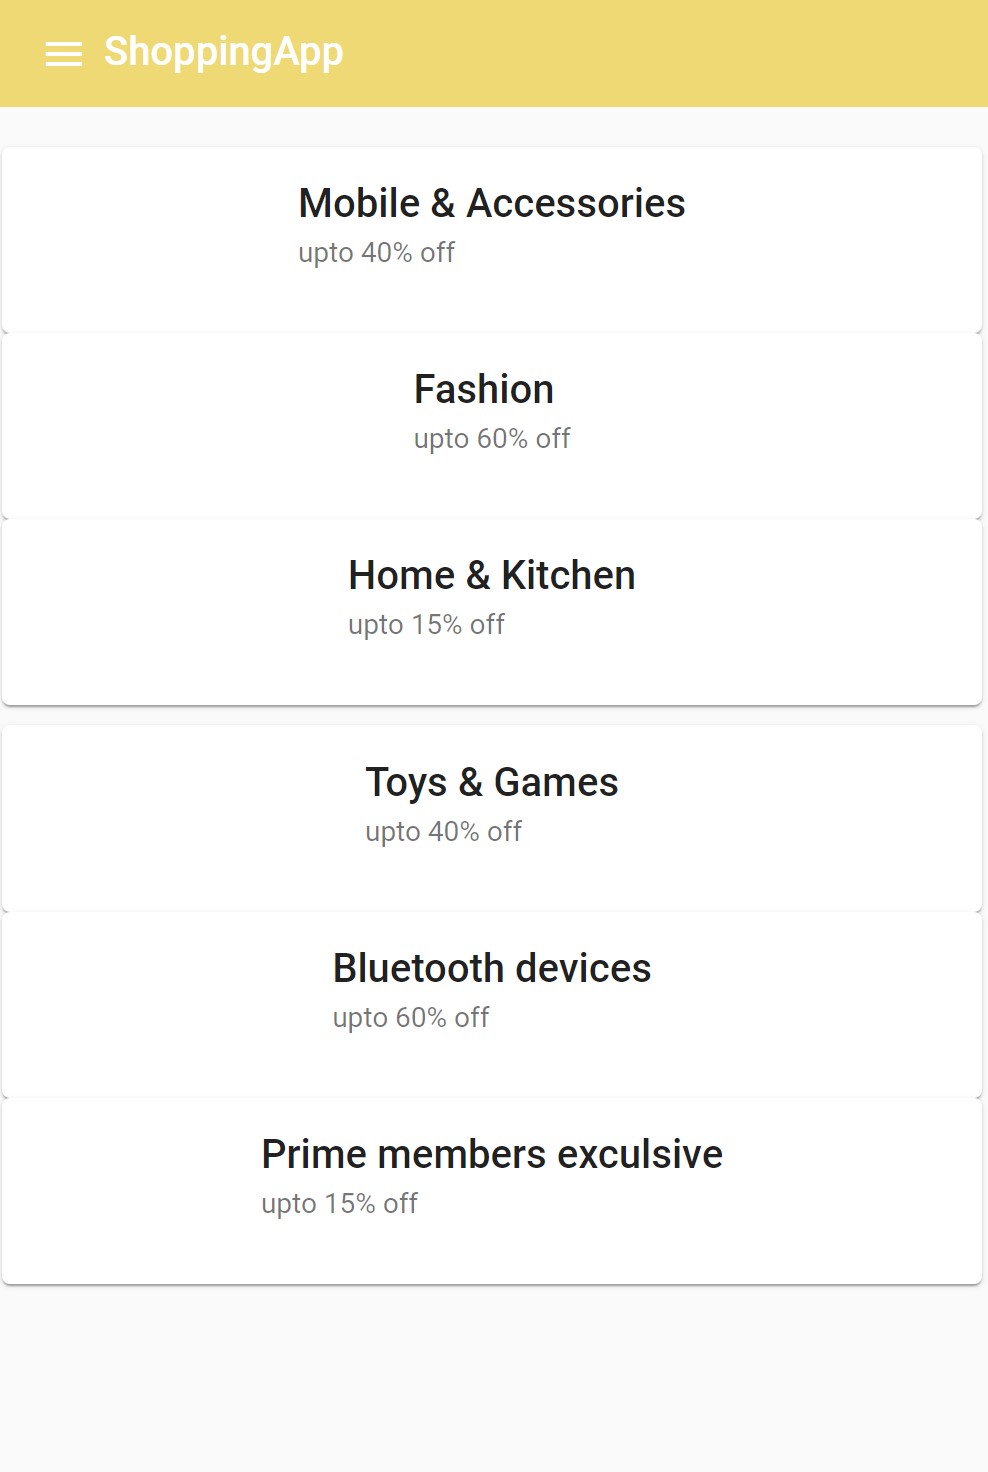 ShoppingApp
Mobile & Accessories
upto 40% off
Fashion
upto 60% off
Home & Kitchen
upto 15% off
Toys & Games
upto 40% off
Bluetooth devices
upto 60% off
Prime members exculsive
upto 15% off